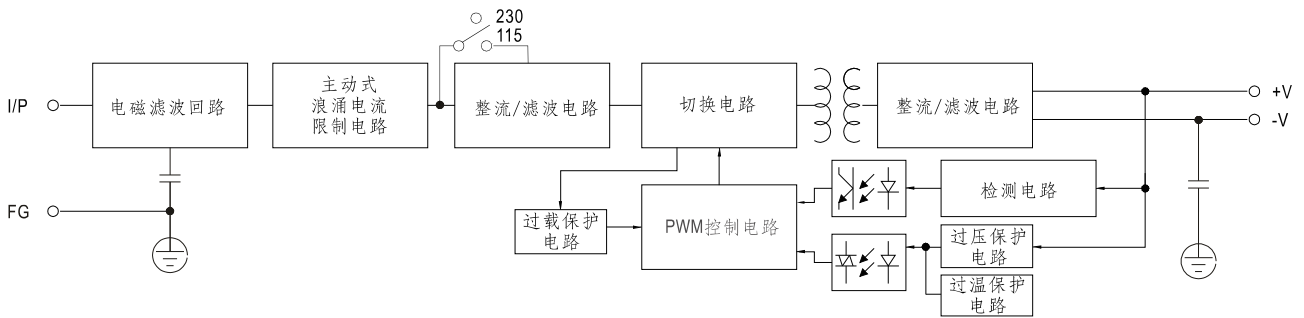 230
115
I/P
电磁滤波回路
主动式
浪涌电流
限制电路
整流/滤波电路
切换电路
整流/滤波电路
+V
-V
FG
过载保护
电路
PWM控制电路
检测电路
过压保护
电路
过温保护
电路